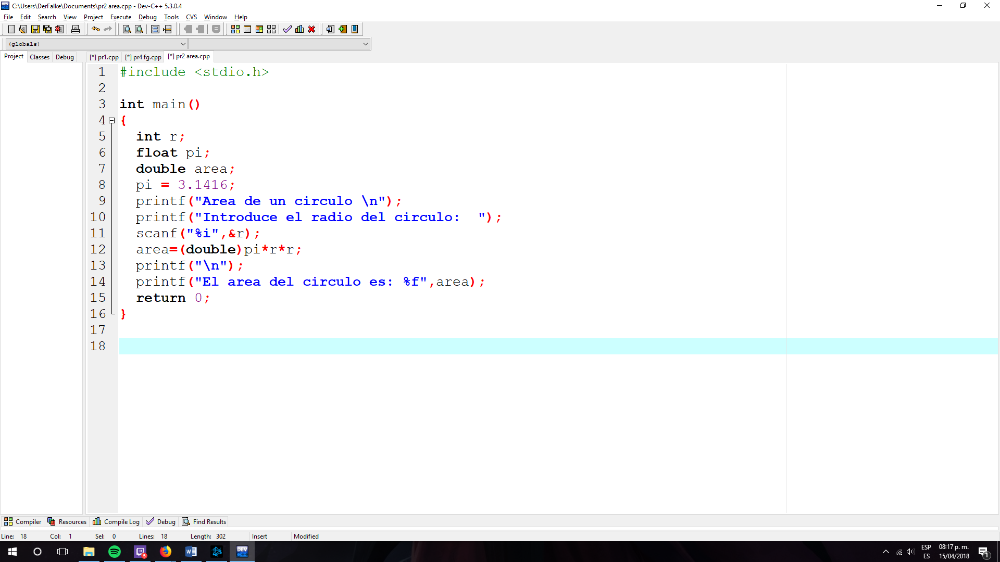 C:\Users\DerFalke\Documents\pr2 area.cpp - Dev-C++ 5.3.0.4
File Edit Search View Project Execute Debug Tools CVS Window Help
(globals)
Project Classes Debug [*] pr1.cpp [*] pr4 fg.cpp [*] pr2 area.cpp
1 #include <stdio.h>
2
3 int main()
4 {
5   int r;
6   float pi;
7   double area;
8   pi = 3.1416;
9   printf("Area de un circulo \n");
10   printf("Introduce el radio del circulo:  ");
11   scanf("%i",&r);
12   area=(double)pi*r*r;
13   printf("\n");
14   printf("El area del circulo es: %f",area);
15   return 0;
16 }
17
18
Compiler Resources Compile Log Debug Find Results
Line: 18 Col: 1 Sel: 0 Lines: 18 Length: 302 Insert Modified
5
DEV C++
ESP 08:17 p. m.
ES 15/04/2018
1